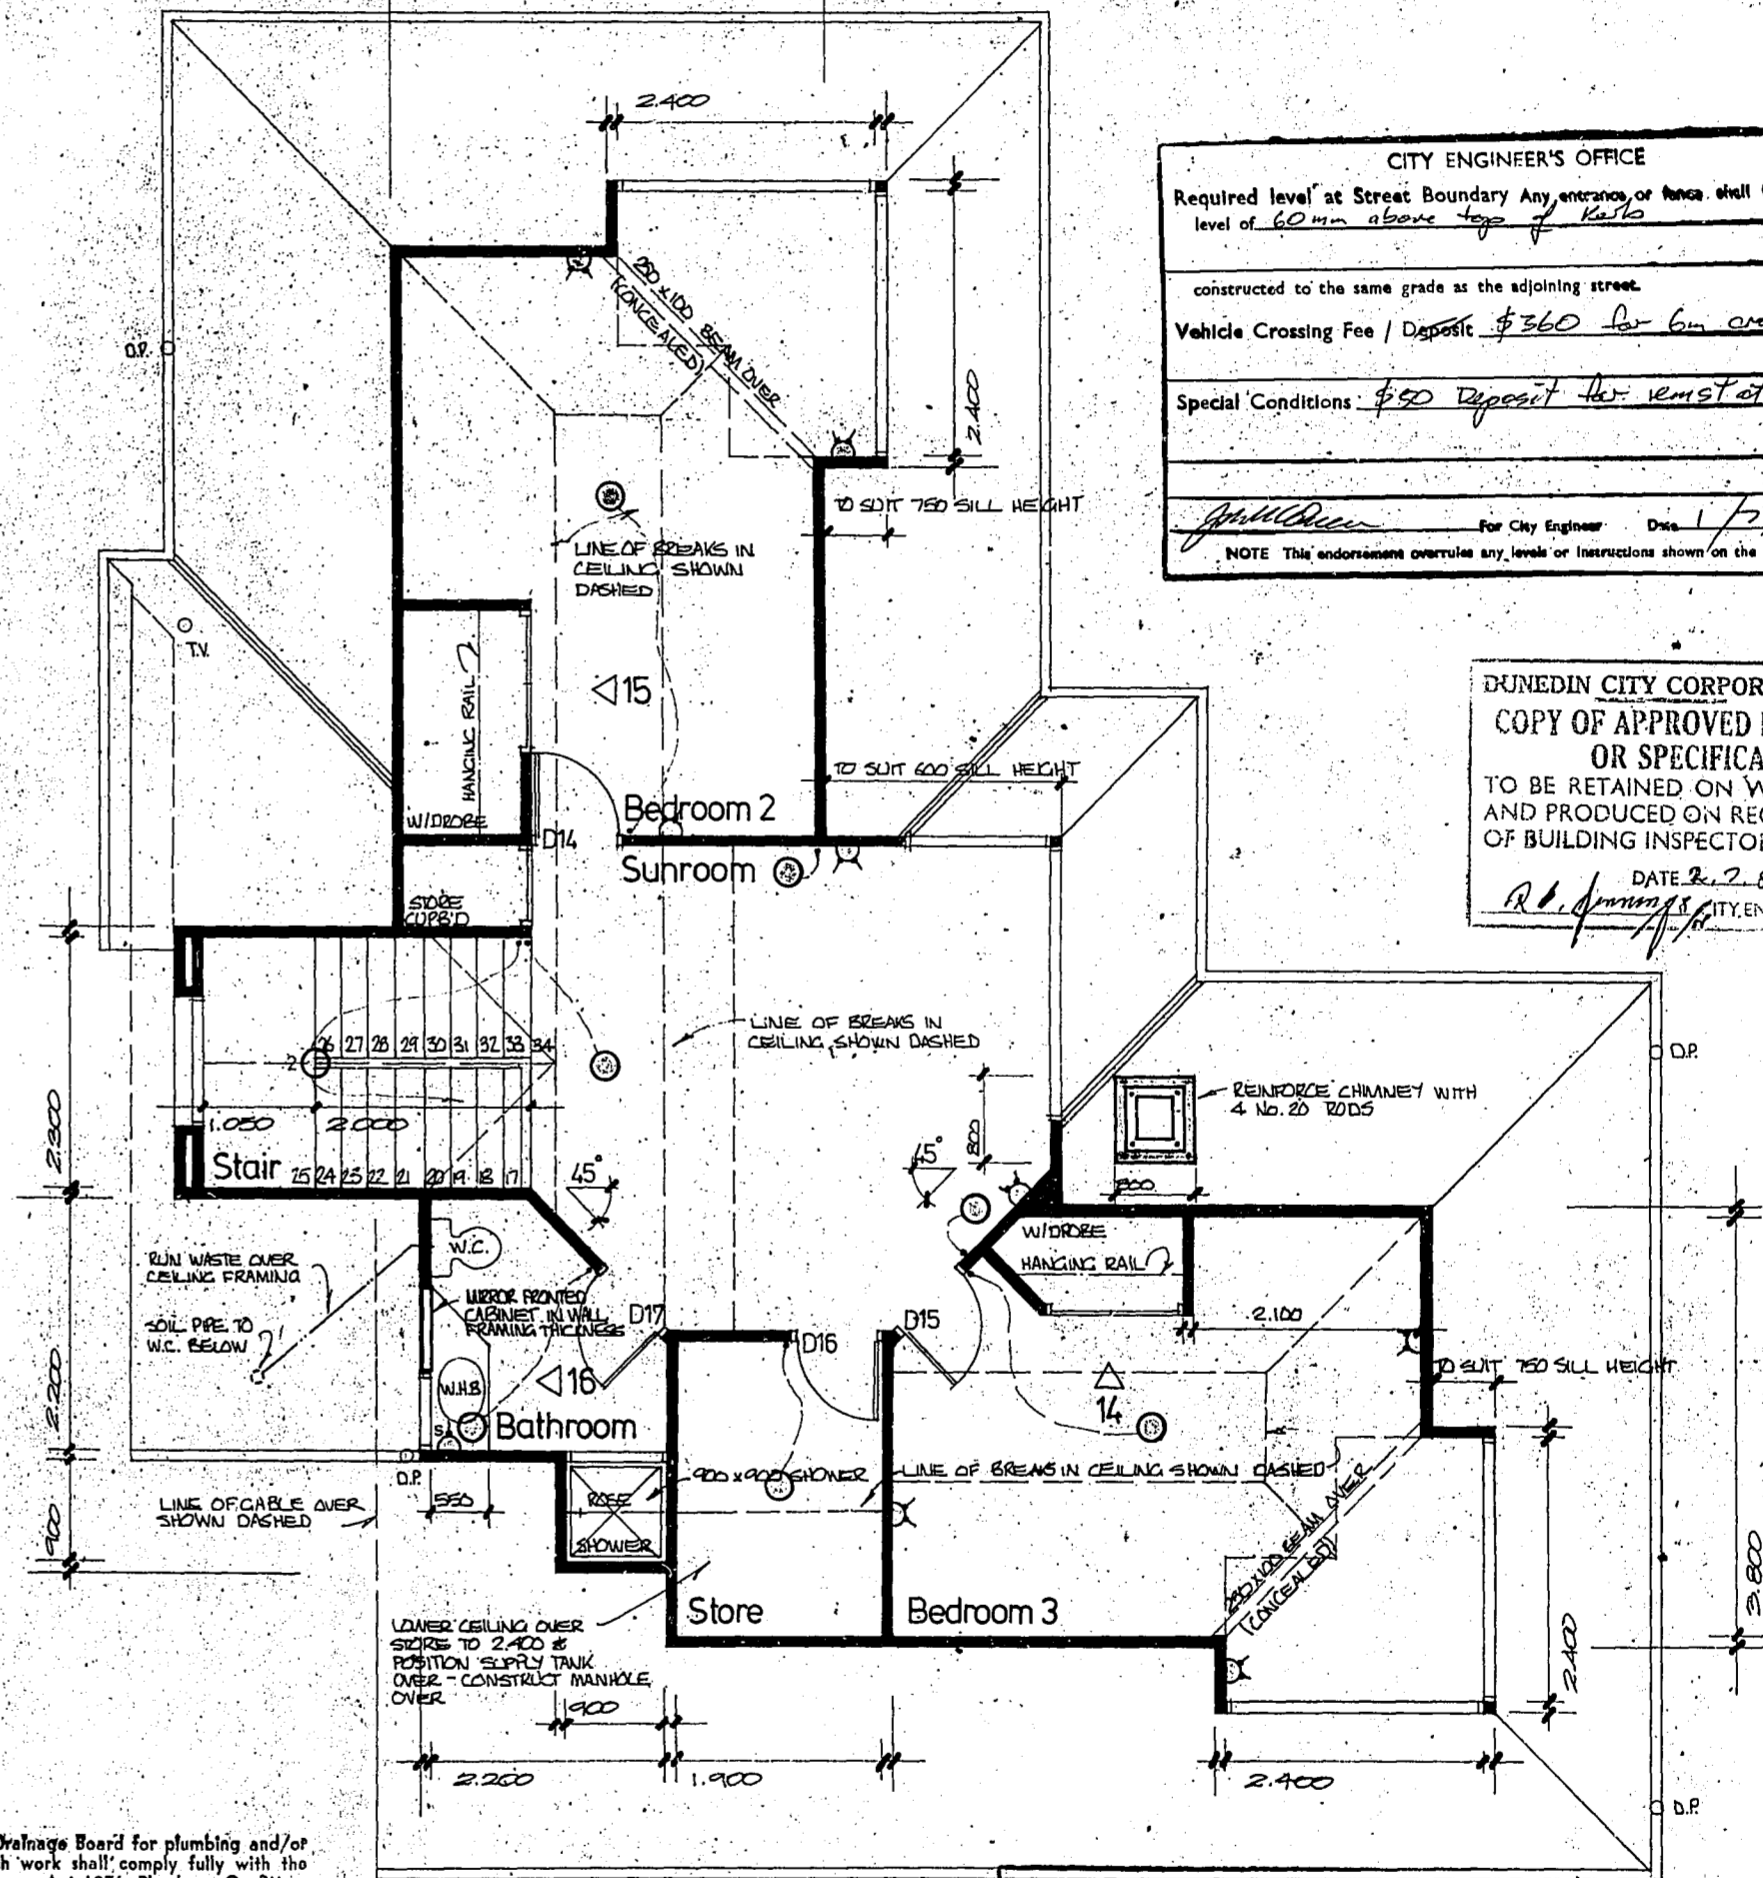 2.400
CITY ENGINEER'S OFFICE
Required level at Street Boundary Any entrance or fence shall
level of 60 mm above top of Kerb
constructed to the same grade as the adjoining street.
Vehicle Crossing Fee / Deposit $360 for 6m
Special Conditions: $50 Deposit for
For City Engineer Date 1/7
NOTE This endorsement overrules any levels or instructions shown on the
250 x 100 BEAM OVER
(CONCEALED)
D.P.
2.400
TO SUIT 750 SILL HEIGHT
LINE OF BREAKS IN
CEILING SHOWN
DASHED
T.V.
HANGING RAIL
15
DUNEDIN CITY CORPOR
COPY OF APPROVED
OR SPECIFICA
TO BE RETAINED ON W
AND PRODUCED ON REQ
OF BUILDING INSPECTOR
DATE 2.7.8
CITY EN
TO SUIT 600 SILL HEIGHT
W/DROBE
Bedroom 2
D14
Sunroom
STORE
CUPB'D
LINE OF BREAKS IN
CEILING SHOWN DASHED
26 27 28 29 30 31 32 33 34
2
D.P.
REINFORCE CHIMNEY WITH
4 No. 20 RODS
2.300
1.050
2.000
800
Stair
25 24 23 22 21 20 19 18 17
45°
45°
800
W.C.
W/DROBE
HANGING RAIL
RUN WASTE OVER
CEILING FRAMING
MIRROR FRONTED
CABINET IN WALL
FRAMING THICKNESS
SOIL PIPE TO
W.C. BELOW
D17
D16
D15
2.100
TO SUIT 750 SILL HEIGHT
2.200
W.H.B
16
14
S
Bathroom
D.P.
900 x 900 SHOWER
LINE OF BREAKS IN CEILING SHOWN DASHED
LINE OF GABLE OVER
SHOWN DASHED
550
ROSE
SHOWER
900
250x100 BEAM OVER
(CONCEALED)
3.800
2.400
Store
Bedroom 3
LOWER CEILING OVER
STORE TO 2.400 &
POSITION SUPPLY TANK
OVER - CONSTRUCT MANHOLE
OVER
900
2.200
1.900
2.400
D.P.
Drainage Board for plumbing and/or
work shall comply fully with the